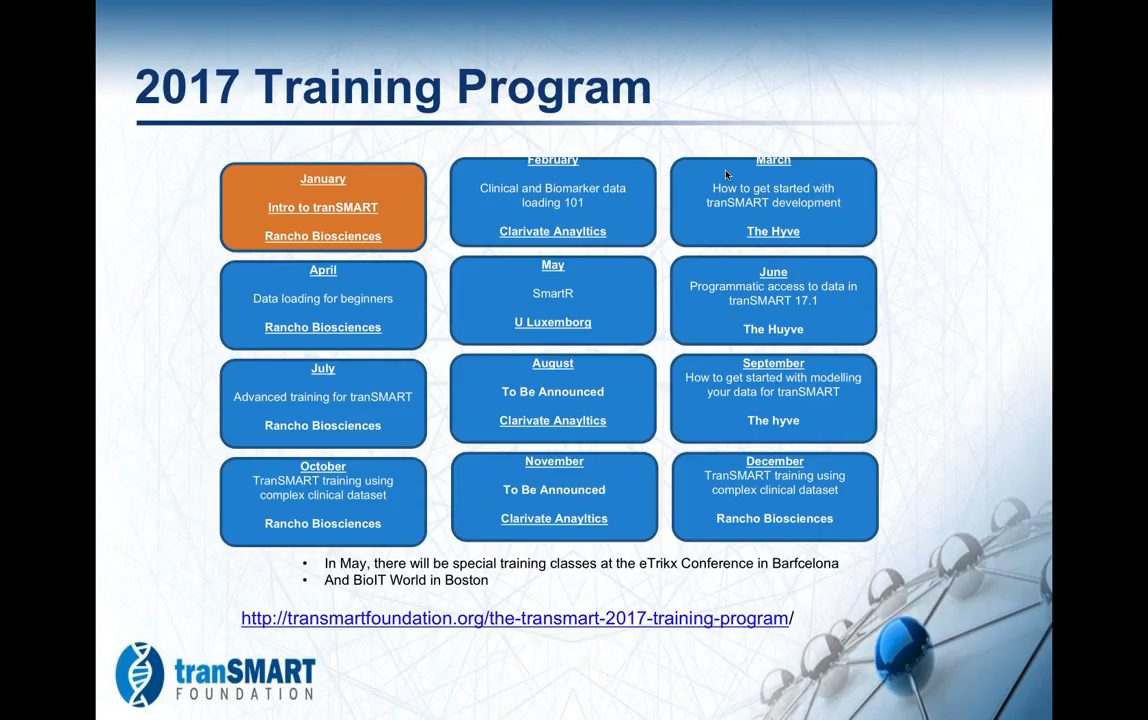 2017 Training Program
January
Intro to tranSMART
Rancho Biosciences
February
Clinical and Biomarker data
loading 101
Clarivate Anayltics
March
How to get started with
tranSMART development
The Hyve
April
Data loading for beginners
Rancho Biosciences
May
SmartR
U Luxemborg
June
Programmatic access to data in
tranSMART 17.1
The Huyve
July
Advanced training for tranSMART
Rancho Biosciences
August
To Be Announced
Clarivate Anayltics
September
How to get started with modelling
your data for tranSMART
The hyve
October
TranSMART training using
complex clinical dataset
Rancho Biosciences
November
To Be Announced
Clarivate Anayltics
December
TranSMART training using
complex clinical dataset
Rancho Biosciences
• In May, there will be special training classes at the eTrikx Conference in Barfcelona
• And BioIT World in Boston
http://transmartfoundation.org/the-transmart-2017-training-program/
tranSMART
FOUNDATION